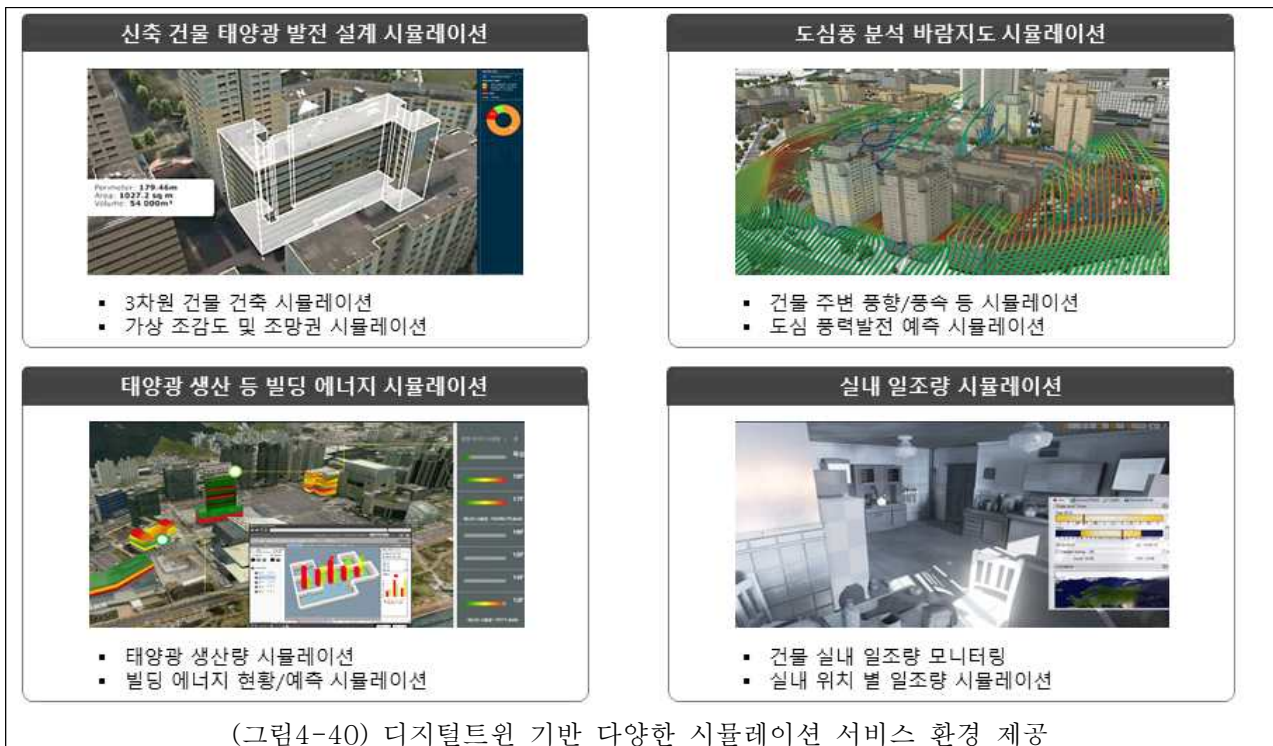 신축 건물 태양광 발전 설계 시뮬레이션
Perimeter: 179.46m
Area: 1027.2 sq m
Volume: 54 000m³
▪ 3차원 건물 건축 시뮬레이션
▪ 가상 조감도 및 조망권 시뮬레이션
도심풍 분석 바람지도 시뮬레이션
▪ 건물 주변 풍향/풍속 등 시뮬레이션
▪ 도심 풍력발전 예측 시뮬레이션
태양광 생산 등 빌딩 에너지 시뮬레이션
▪ 태양광 생산량 시뮬레이션
▪ 빌딩 에너지 현황/예측 시뮬레이션
실내 일조량 시뮬레이션
▪ 건물 실내 일조량 모니터링
▪ 실내 위치 별 일조량 시뮬레이션
(그림4-40) 디지털트윈 기반 다양한 시뮬레이션 서비스 환경 제공